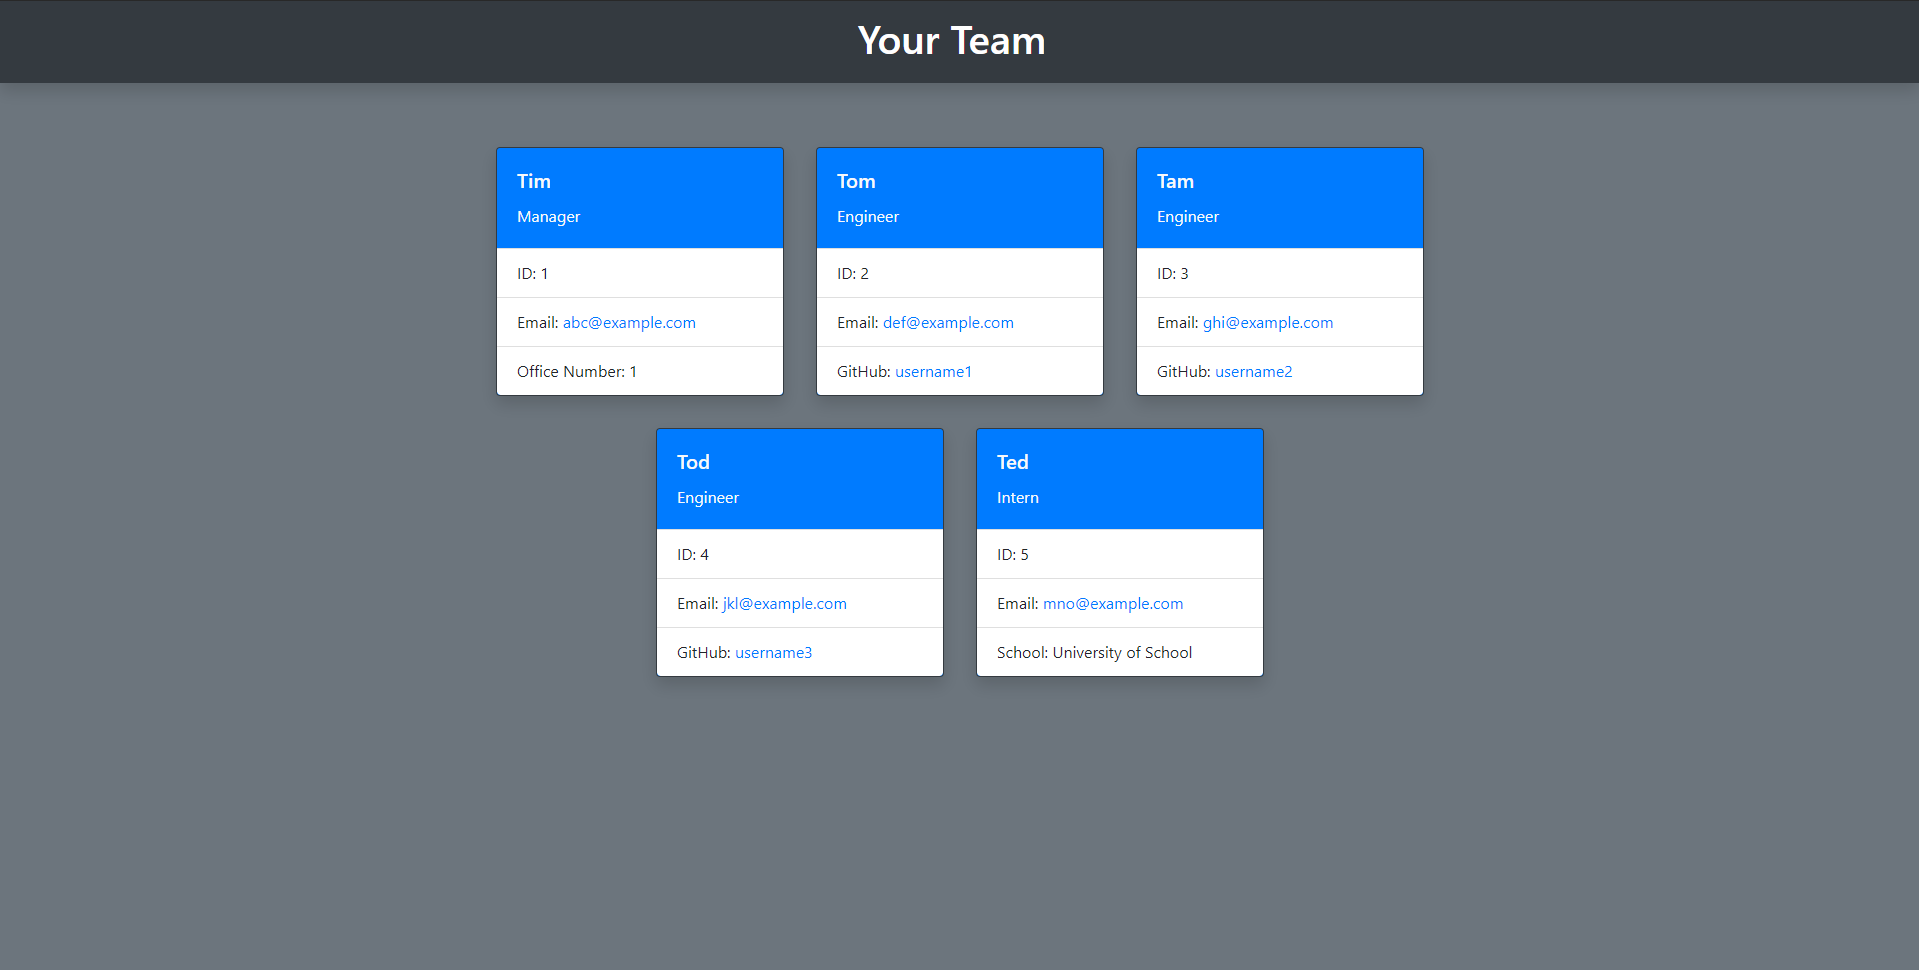 Your Team
Tim
Manager
ID: 1
Email: abc@example.com
Office Number: 1
Tom
Engineer
ID: 2
Email: def@example.com
GitHub: username1
Tam
Engineer
ID: 3
Email: ghi@example.com
GitHub: username2
Tod
Engineer
ID: 4
Email: jkl@example.com
GitHub: username3
Ted
Intern
ID: 5
Email: mno@example.com
School: University of School